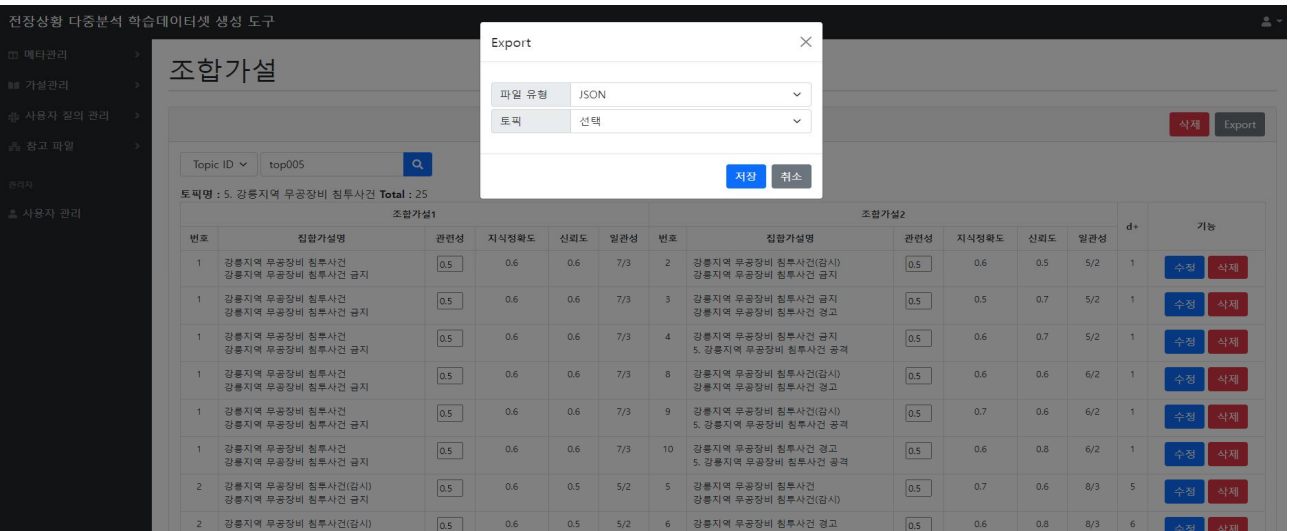 전장상황 다중분석 학습데이터셋 생성 도구
메타관리
가설관리
사용자 질의 관리
참고 파일
관리자
사용자 관리
조합가설
Export
파일 유형 JSON
토픽 선택
저장 취소
삭제 Export
Topic ID top005
토픽명 : 5. 강릉지역 무공장비 침투사건 Total : 25
조합가설1 조합가설2 d+ 기능
번호 집합가설명 관련성 지식정확도 신뢰도 일관성 번호 집합가설명 관련성 지식정확도 신뢰도 일관성
1 강릉지역 무공장비 침투사건 0.5 0.6 0.6 7/3 2 강릉지역 무공장비 침투사건(감시) 0.5 0.6 0.5 5/2 1 수정 삭제
강릉지역 무공장비 침투사건 금지 강릉지역 무공장비 침투사건 금지
1 강릉지역 무공장비 침투사건 0.5 0.6 0.6 7/3 3 강릉지역 무공장비 침투사건 금지 0.5 0.5 0.7 5/2 1 수정 삭제
강릉지역 무공장비 침투사건 금지 강릉지역 무공장비 침투사건 경고
1 강릉지역 무공장비 침투사건 0.5 0.6 0.6 7/3 4 강릉지역 무공장비 침투사건 금지 0.5 0.6 0.7 5/2 1 수정 삭제
강릉지역 무공장비 침투사건 금지 5. 강릉지역 무공장비 침투사건 공격
1 강릉지역 무공장비 침투사건 0.5 0.6 0.6 7/3 8 강릉지역 무공장비 침투사건(감시) 0.5 0.6 0.6 6/2 1 수정 삭제
강릉지역 무공장비 침투사건 금지 강릉지역 무공장비 침투사건 경고
1 강릉지역 무공장비 침투사건 0.5 0.6 0.6 7/3 9 강릉지역 무공장비 침투사건(감시) 0.5 0.7 0.6 6/2 1 수정 삭제
강릉지역 무공장비 침투사건 금지 5. 강릉지역 무공장비 침투사건 공격
1 강릉지역 무공장비 침투사건 0.5 0.6 0.6 7/3 10 강릉지역 무공장비 침투사건 경고 0.5 0.6 0.8 6/2 1 수정 삭제
강릉지역 무공장비 침투사건 금지 5. 강릉지역 무공장비 침투사건 공격
2 강릉지역 무공장비 침투사건(감시) 0.5 0.6 0.5 5/2 5 강릉지역 무공장비 침투사건 0.5 0.7 0.6 8/3 5 수정 삭제
강릉지역 무공장비 침투사건 금지 강릉지역 무공장비 침투사건(감시)
2 강릉지역 무공장비 침투사건(감시) 0.5 0.6 0.5 5/2 6 강릉지역 무공장비 침투사건 경고 0.5 0.6 0.8 8/3 6 수정 삭제